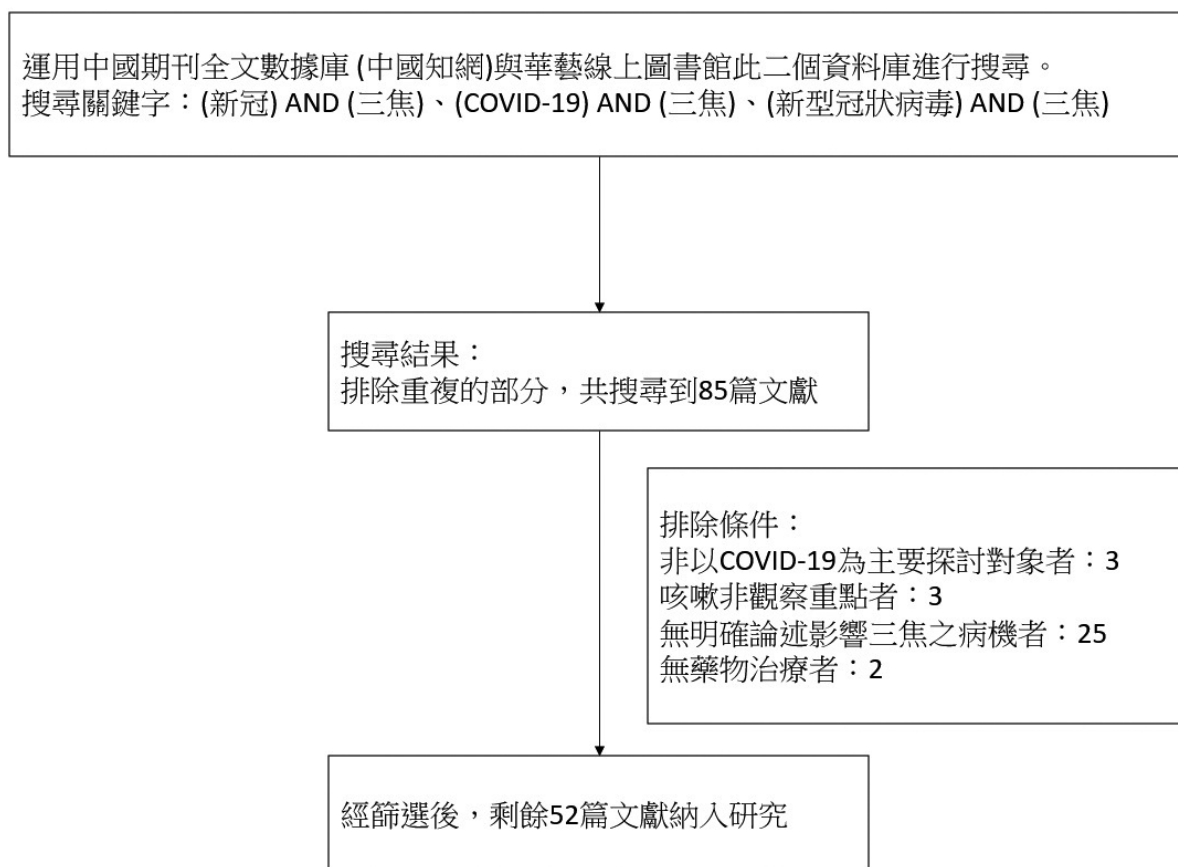 運用中國期刊全文數據庫 (中國知網)與華藝線上圖書館此二個資料庫進行搜尋。
搜尋關鍵字：(新冠) AND (三焦)、(COVID-19) AND (三焦)、(新型冠狀病毒) AND (三焦)
搜尋結果：
排除重複的部分，共搜尋到85篇文獻
排除條件：
非以COVID-19為主要探討對象者：3
咳嗽非觀察重點者：3
無明確論述影響三焦之病機者：25
無藥物治療者：2
經篩選後，剩餘52篇文獻納入研究